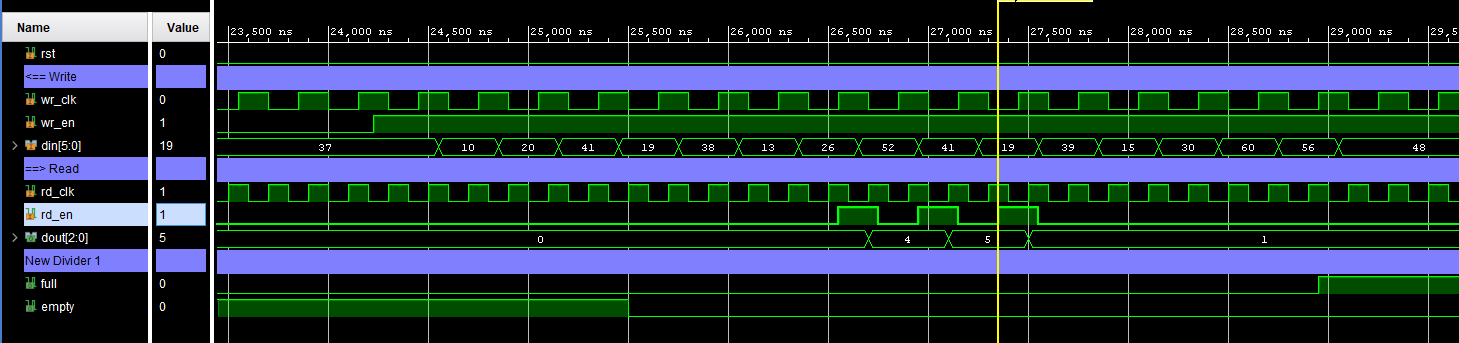 Name Value
23,500 ns 24,000 ns 24,500 ns 25,000 ns 25,500 ns 26,000 ns 26,500 ns 27,000 ns 27,500 ns 28,000 ns 28,500 ns 29,000 ns 29,5
rst 0
<== Write
wr_clk 0
wr_en 1
din[5:0] 19 37 10 20 41 19 38 13 26 52 41 19 39 15 30 60 56 48
==> Read
rd_clk 1
rd_en 1
dout[2:0] 5 0 4 5 1
New Divider 1
full 0
empty 0